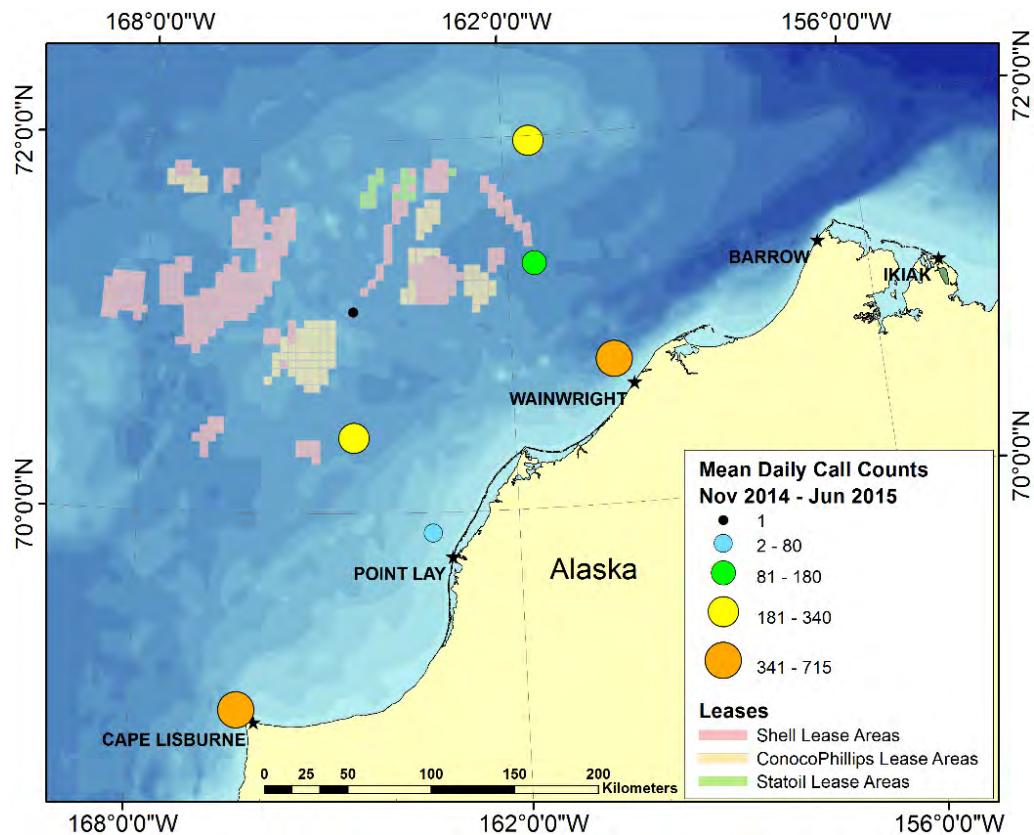 168°0'0"W 162°0'0"W 156°0'0"W
72°0'0"N
72°0'0"N
BARROW
IKIAK
WAINWRIGHT
70°0'0"N
70°0'0"N
POINT LAY
Alaska
CAPE LISBURNE
Mean Daily Call Counts
Nov 2014 - Jun 2015
1
2 - 80
81 - 180
181 - 340
341 - 715
Leases
Shell Lease Areas
ConocoPhillips Lease Areas
Statoil Lease Areas
0 25 50 100 150 200
Kilometers
168°0'0"W 162°0'0"W 156°0'0"W